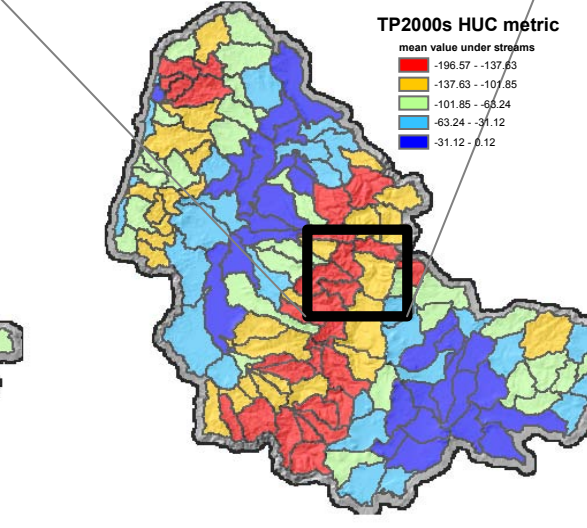 TP2000s HUC metric
mean value under streams
-196.57 - -137.63
-137.63 - -101.85
-101.85 - -63.24
-63.24 - -31.12
-31.12 - 0.12